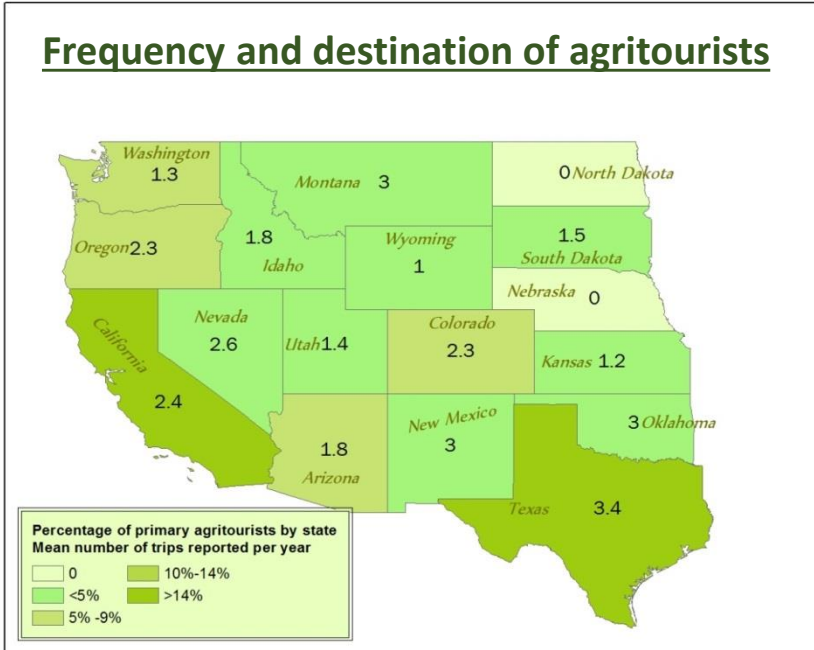 Frequency and destination of agritourists
Washington
1.3
Montana 3
0 North Dakota
Oregon 2.3
1.8
Idaho
Wyoming
1
1.5
South Dakota
Nebraska 0
California
2.4
Nevada
2.6
Utah 1.4
Colorado
2.3
Kansas 1.2
1.8
Arizona
New Mexico
3
3 Oklahoma
Texas 3.4
Percentage of primary agritourists by state
Mean number of trips reported per year
0 10%-14%
<5% >14%
5% -9%